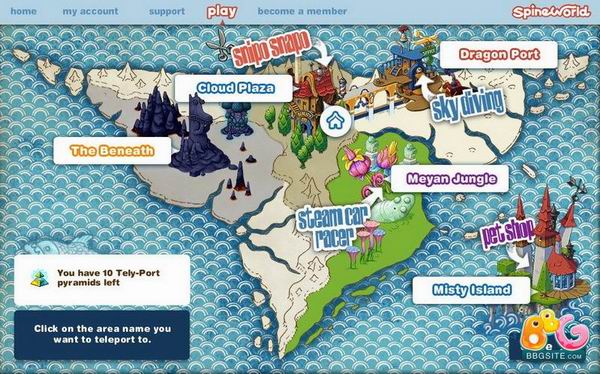 home
my account
support
play
become a member
SpineWorld
snipo snapo
Dragon Port
Cloud Plaza
sky diving
The Beneath
Meyan Jungle
steam car
racer
pet shop
You have 10 Tely-Port
pyramids left
Misty Island
Click on the area name you
want to teleport to.
BBG
BBGSITE.COM